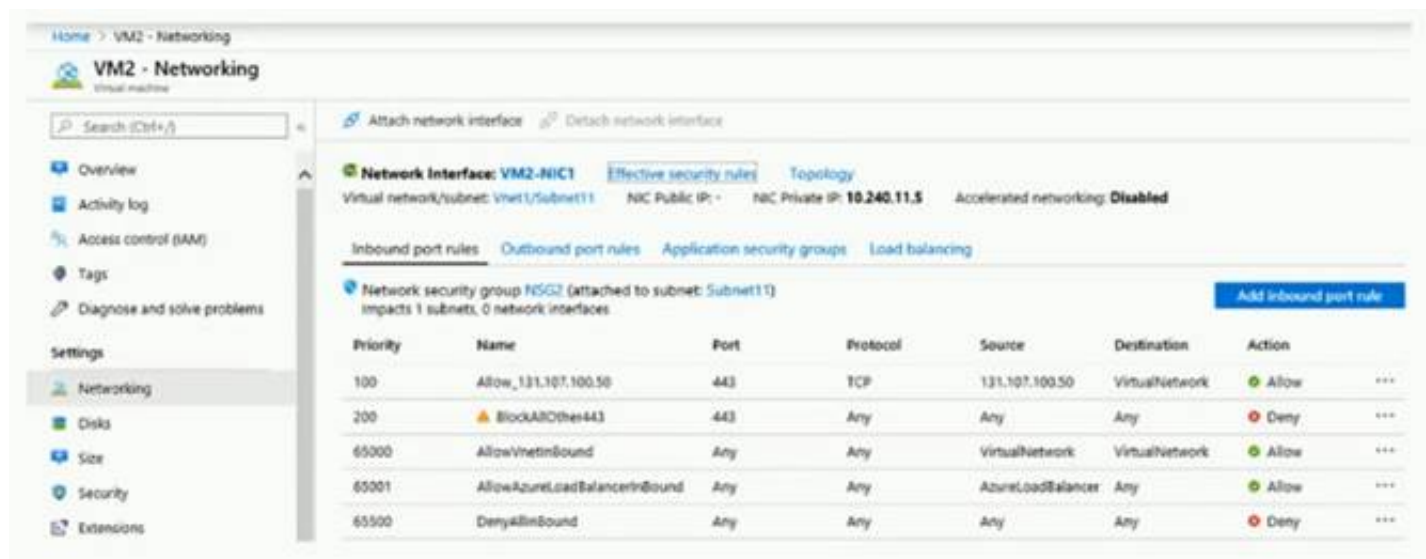 Home > VM2 - Networking
VM2 - Networking
Virtual machine
Search (Ctrl+/)
«
Attach network interface
Detach network interface
Overview
Activity log
Access control (IAM)
Tags
Diagnose and solve problems
Settings
Networking
Disks
Size
Security
Extensions
Network Interface: VM2-NIC1 Effective security rules Topology
Virtual network/subnet: Vnet1/Subnet11 NIC Public IP: - NIC Private IP: 10.240.11.5 Accelerated networking: Disabled
Inbound port rules Outbound port rules Application security groups Load balancing
Network security group NSG2 (attached to subnet: Subnet11)
Impacts 1 subnets, 0 network interfaces
Add inbound port rule
Priority Name Port Protocol Source Destination Action
100 Allow_131.107.100.50 443 TCP 131.107.100.50 VirtualNetwork Allow ...
200 BlockAllOther443 443 Any Any Any Deny ...
65000 AllowVnetInBound Any Any VirtualNetwork VirtualNetwork Allow ...
65001 AllowAzureLoadBalancerInBound Any Any AzureLoadBalancer Any Allow ...
65500 DenyAllInBound Any Any Any Any Deny ...